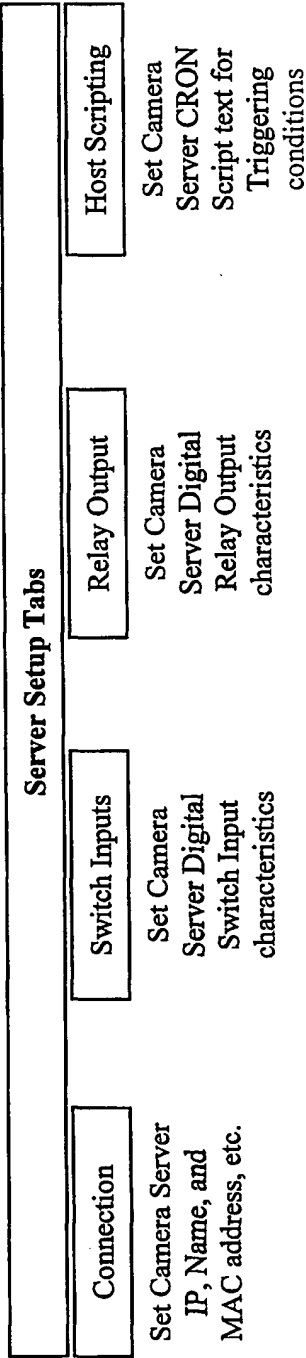 Server Setup Tabs
Connection
Set Camera Server
IP, Name, and
MAC address, etc.
Switch Inputs
Set Camera
Server Digital
Switch Input
characteristics
Relay Output
Set Camera
Server Digital
Relay Output
characteristics
Host Scripting
Set Camera
Server CRON
Script text for
Triggering
conditions